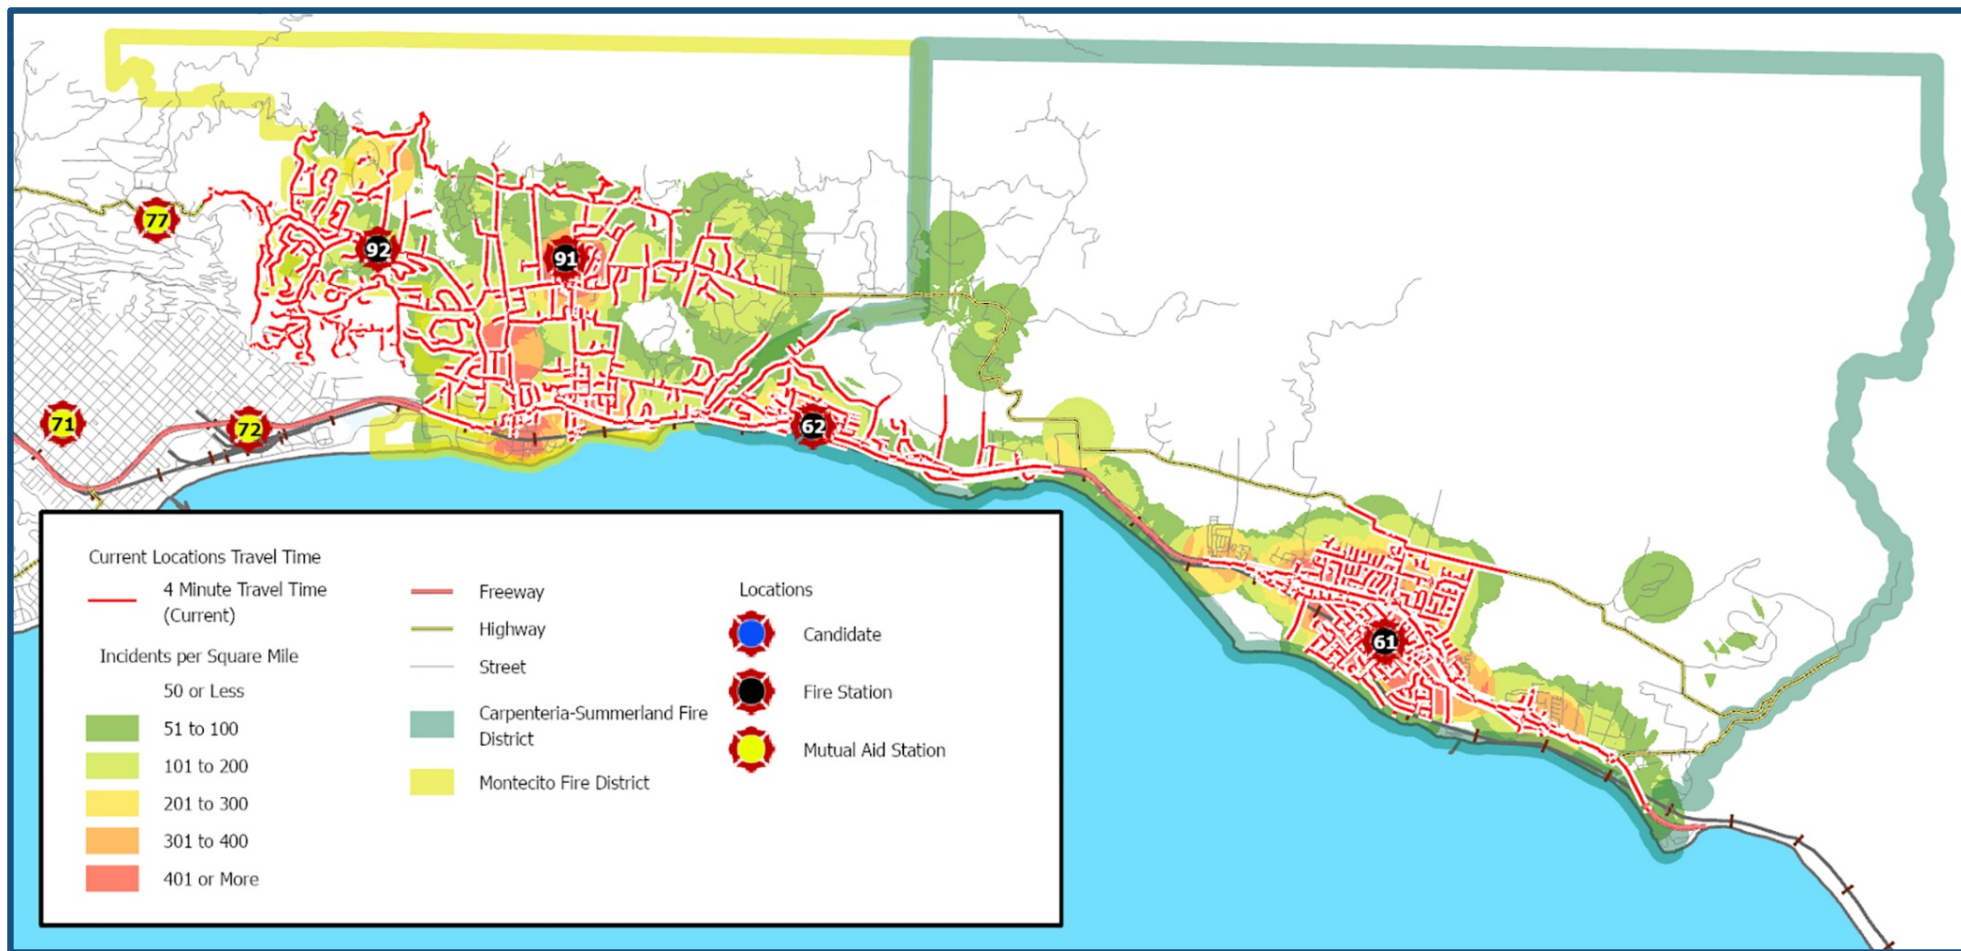 77
92
91
71
72
62
61
Current Locations Travel Time
4 Minute Travel Time
(Current)
Incidents per Square Mile
50 or Less
51 to 100
101 to 200
201 to 300
301 to 400
401 or More
Freeway
Highway
Street
Carpenteria-Summerland Fire
District
Montecito Fire District
Locations
Candidate
Fire Station
Mutual Aid Station